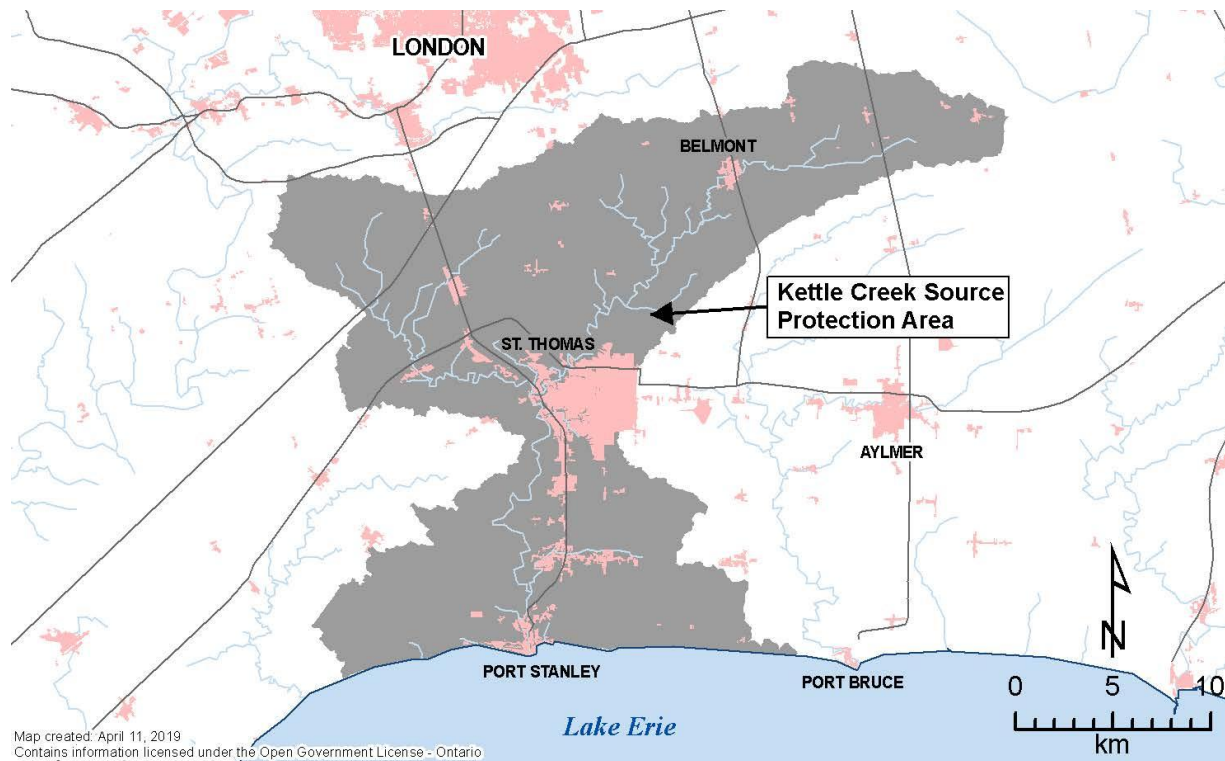 LONDON
BELMONT
Kettle Creek Source
Protection Area
ST. THOMAS
AYLMER
PORT STANLEY
PORT BRUCE
Lake Erie
N
0 5 10
km
Map created: April 11, 2019
Contains information licensed under the Open Government License - Ontario